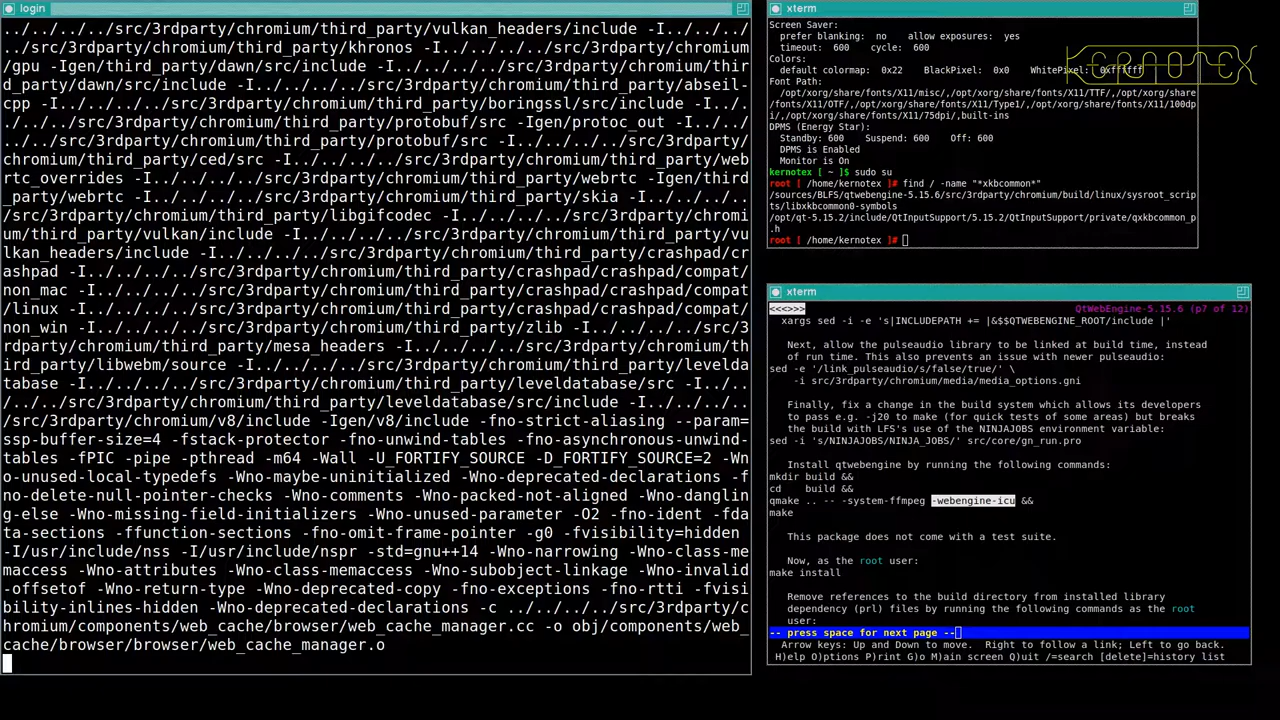 login
../../../../src/3rdparty/chromium/third_party/vulkan_headers/include -I../../../
../../../../src/3rdparty/chromium/third_party/khronos -I../../../../src/3rdparty/chromium
/gpu -Igen/third_party/dawn/src/include -I../../../../src/3rdparty/chromium/third_pa
rty/dawn/src/include -I../../../../src/3rdparty/chromium/third_party/abseil-
cpp -I../../../../src/3rdparty/chromium/third_party/boringssl/src/include -I../..
/../../src/3rdparty/chromium/third_party/protobuf/src -Igen/protoc_out -I../../..
/../src/3rdparty/chromium/third_party/protobuf/src -I../../../../src/3rdparty/
chromium/third_party/ced/src -I../../../../src/3rdparty/chromium/third_party/web
rtc_overrides -I../../../../src/3rdparty/chromium/third_party/webrtc -Igen/third
_party/webrtc -I../../../../src/3rdparty/chromium/third_party/skia -I../../../..
/src/3rdparty/chromium/third_party/libgifcodec -I../../../../src/3rdparty/chromi
um/third_party/vulkan/include -I../../../../src/3rdparty/chromium/third_party/vu
lkan_headers/include -I../../../../src/3rdparty/chromium/third_party/crashpad/cr
ashpad -I../../../../src/3rdparty/chromium/third_party/crashpad/crashpad/compat/
non_mac -I../../../../src/3rdparty/chromium/third_party/crashpad/crashpad/compat
/linux -I../../../../src/3rdparty/chromium/third_party/crashpad/crashpad/compat/
non_win -I../../../../src/3rdparty/chromium/third_party/zlib -I../../../../src/3
rdparty/chromium/third_party/mesa_headers -I../../../../src/3rdparty/chromium/th
ird_party/libwebm/source -I../../../../src/3rdparty/chromium/third_party/levelda
tabase -I../../../../src/3rdparty/chromium/third_party/leveldatabase/src -I../..
/../../src/3rdparty/chromium/third_party/leveldatabase/src/include -I../../../..
/src/3rdparty/chromium/v8/include -Igen/v8/include -fno-strict-aliasing --param=
ssp-buffer-size=4 -fstack-protector -fno-unwind-tables -fno-asynchronous-unwind-
tables -fPIC -pipe -pthread -m64 -Wall -U_FORTIFY_SOURCE -D_FORTIFY_SOURCE=2 -Wn
o-unused-local-typedefs -Wno-maybe-uninitialized -Wno-deprecated-declarations -f
no-delete-null-pointer-checks -Wno-comments -Wno-packed-not-aligned -Wno-danglin
g-else -Wno-missing-field-initializers -Wno-unused-parameter -O2 -fno-ident -fda
ta-sections -ffunction-sections -fno-omit-frame-pointer -g0 -fvisibility=hidden
-I/usr/include/nss -I/usr/include/nspr -std=gnu++14 -Wno-narrowing -Wno-class-me
maccess -Wno-attributes -Wno-class-memaccess -Wno-subobject-linkage -Wno-invalid
-offsetof -Wno-return-type -Wno-deprecated-copy -fno-exceptions -fno-rtti -fvisi
bility-inlines-hidden -Wno-deprecated-declarations -c ../../../../src/3rdparty/c
hromium/components/web_cache/browser/web_cache_manager.cc -o obj/components/web_
cache/browser/browser/web_cache_manager.o
xterm
Screen Saver:
prefer blanking:  no    allow exposures:  yes
timeout:  600    cycle:  600
Colors:
default colormap:  0x22    BlackPixel:  0x0    WhitePixel:  0xffffff
KERNOTEX
Font Path:
/opt/xorg/share/fonts/X11/misc/,/opt/xorg/share/fonts/X11/TTF/,/opt/xorg/share
/fonts/X11/OTF/,/opt/xorg/share/fonts/X11/Type1/,/opt/xorg/share/fonts/X11/100dp
i/,/opt/xorg/share/fonts/X11/75dpi/,built-ins
DPMS (Energy Star):
Standby: 600    Suspend: 600    Off: 600
DPMS is Enabled
Monitor is On
kernotex [ ~ ]$ sudo su
root [ /home/kernotex ]# find / -name "*xkbcommon*"
/sources/BLFS/qtwebengine-5.15.6/src/3rdparty/chromium/build/linux/sysroot_scrip
ts/libxkbcommon0-symbols
/opt/qt-5.15.2/include/QtInputSupport/5.15.2/QtInputSupport/private/qxkbcommon_p
.h
root [ /home/kernotex ]#
xterm
<<<>>> QtWebEngine-5.15.6 (p7 of 12)
xargs sed -i -e 's|INCLUDEPATH += |&$$QTWEBENGINE_ROOT/include |'
Next, allow the pulseaudio library to be linked at build time, instead
of run time. This also prevents an issue with newer pulseaudio:
sed -e '/link_pulseaudio/s/false/true/' \
-i src/3rdparty/chromium/media/media_options.gni
Finally, fix a change in the build system which allows its developers
to pass e.g. -j20 to make (for quick tests of some areas) but breaks
the build with LFS's use of the NINJAJOBS environment variable:
sed -i 's/NINJAJOBS/NINJA_JOBS/' src/core/gn_run.pro
Install qtwebengine by running the following commands:
mkdir build &&
cd    build &&
qmake .. -- -system-ffmpeg -webengine-icu &&
make
This package does not come with a test suite.
Now, as the root user:
make install
Remove references to the build directory from installed library
dependency (prl) files by running the following commands as the root
user:
-- press space for next page --
Arrow keys: Up and Down to move.  Right to follow a link; Left to go back.
H)elp O)ptions P)rint G)o M)ain screen Q)uit /=search [delete]=history list